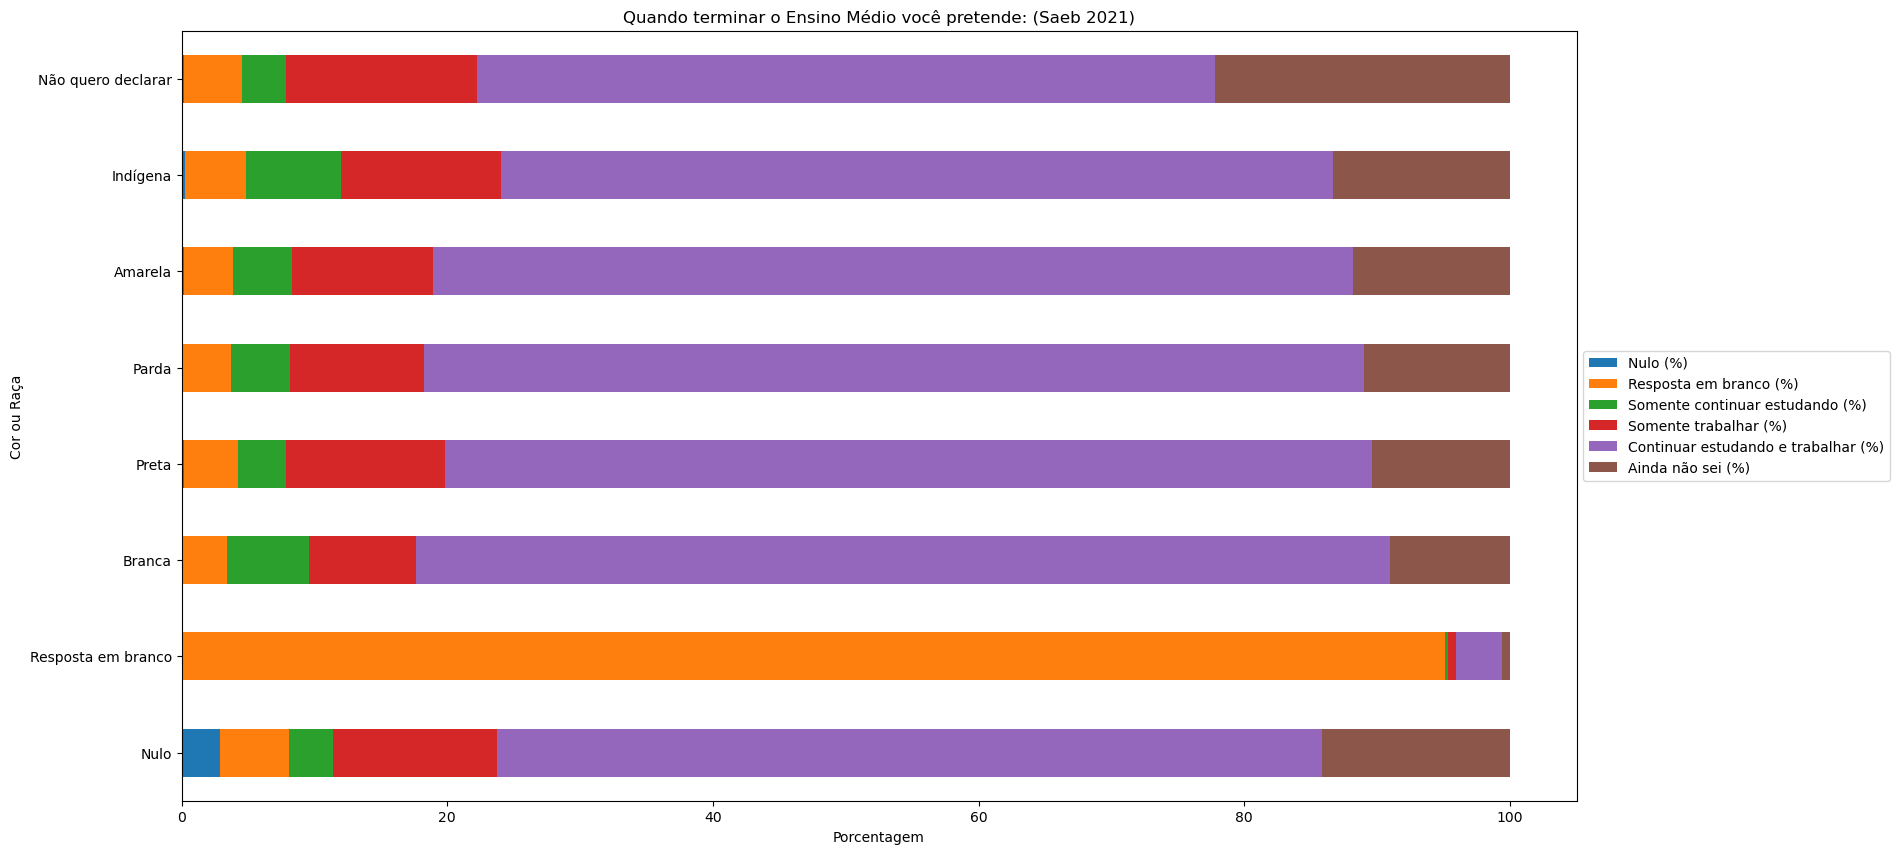 Quando terminar o Ensino Médio você pretende: (Saeb 2021)
Cor ou Raça
Não quero declarar
Indígena
Amarela
Parda
Preta
Branca
Resposta em branco
Nulo
0 20 40 60 80 100
Porcentagem
Nulo (%)
Resposta em branco (%)
Somente continuar estudando (%)
Somente trabalhar (%)
Continuar estudando e trabalhar (%)
Ainda não sei (%)